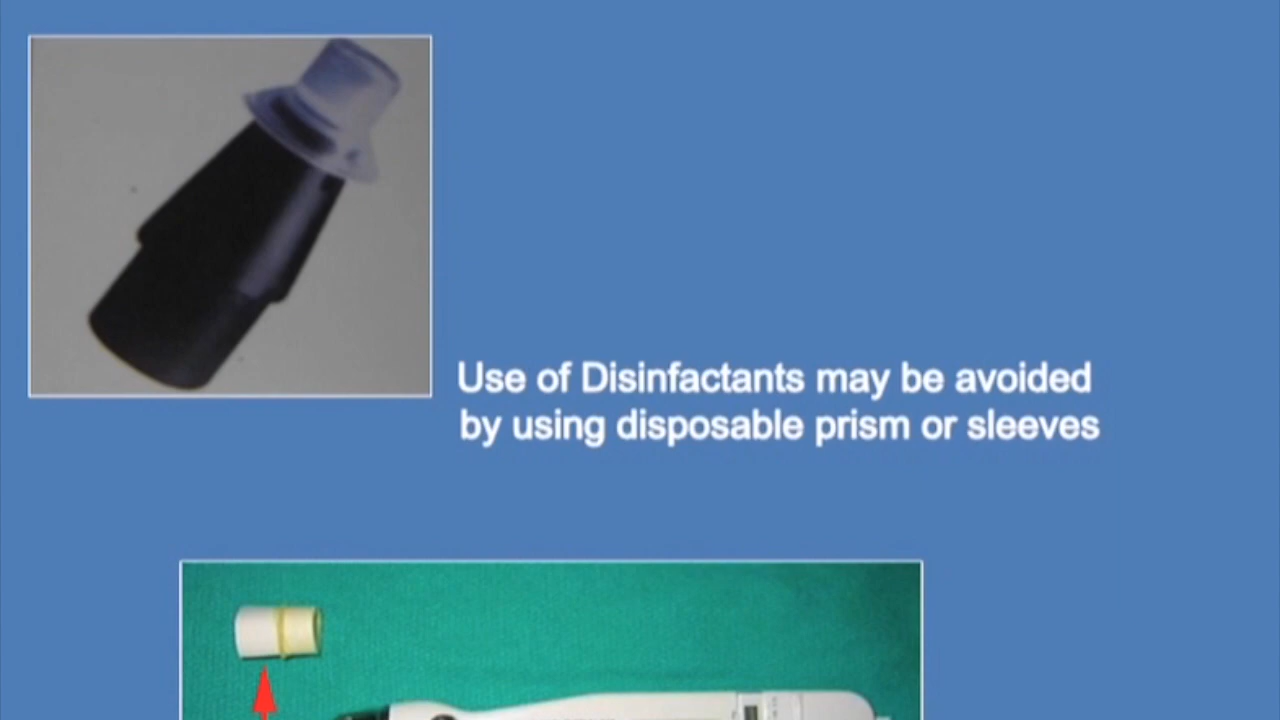 Use of Disinfactants may be avoided
by using disposable prism or sleeves